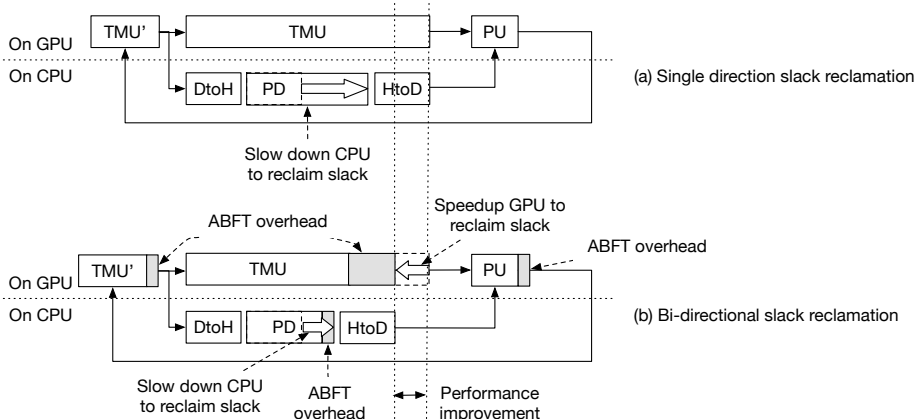 On GPU
TMU'
TMU
PU
On CPU
DtoH
PD
HtoD
(a) Single direction slack reclamation
Slow down CPU
to reclaim slack
Speedup GPU to
reclaim slack
ABFT overhead
ABFT overhead
On GPU
TMU'
TMU
PU
On CPU
DtoH
PD
HtoD
(b) Bi-directional slack reclamation
Slow down CPU
to reclaim slack
ABFT
overhead
Performance
improvement